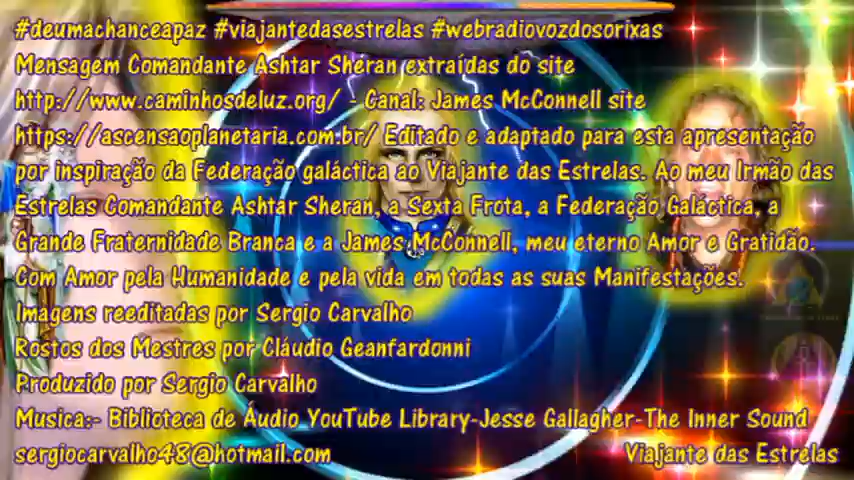 #deumachanceapaz #viajantedasestrelas #webradiovozdosorixas
Mensagem Comandante Ashtar Sheran extraídas do site
http://www.caminhosdeluz.org/ - Canal: James McConnell site
https://ascensaoplanetaria.com.br/ Editado e adaptado para esta apresentação
por inspiração da Federação galáctica ao Viajante das Estrelas. Ao meu Irmão das
Estrelas Comandante Ashtar Sheran, a Sexta Frota, a Federação Galáctica, a
Grande Fraternidade Branca e a James McConnell, meu eterno Amor e Gratidão.
Com Amor pela Humanidade e pela vida em todas as suas Manifestações.
Imagens reeditadas por Sergio Carvalho
Rostos dos Mestres por Cláudio Geanfardonni
Produzido por Sergio Carvalho
Musica:- Biblioteca de Áudio YouTube Library-Jesse Gallagher-The Inner Sound
sergiocarvalho48@hotmail.com Viajante das Estrelas